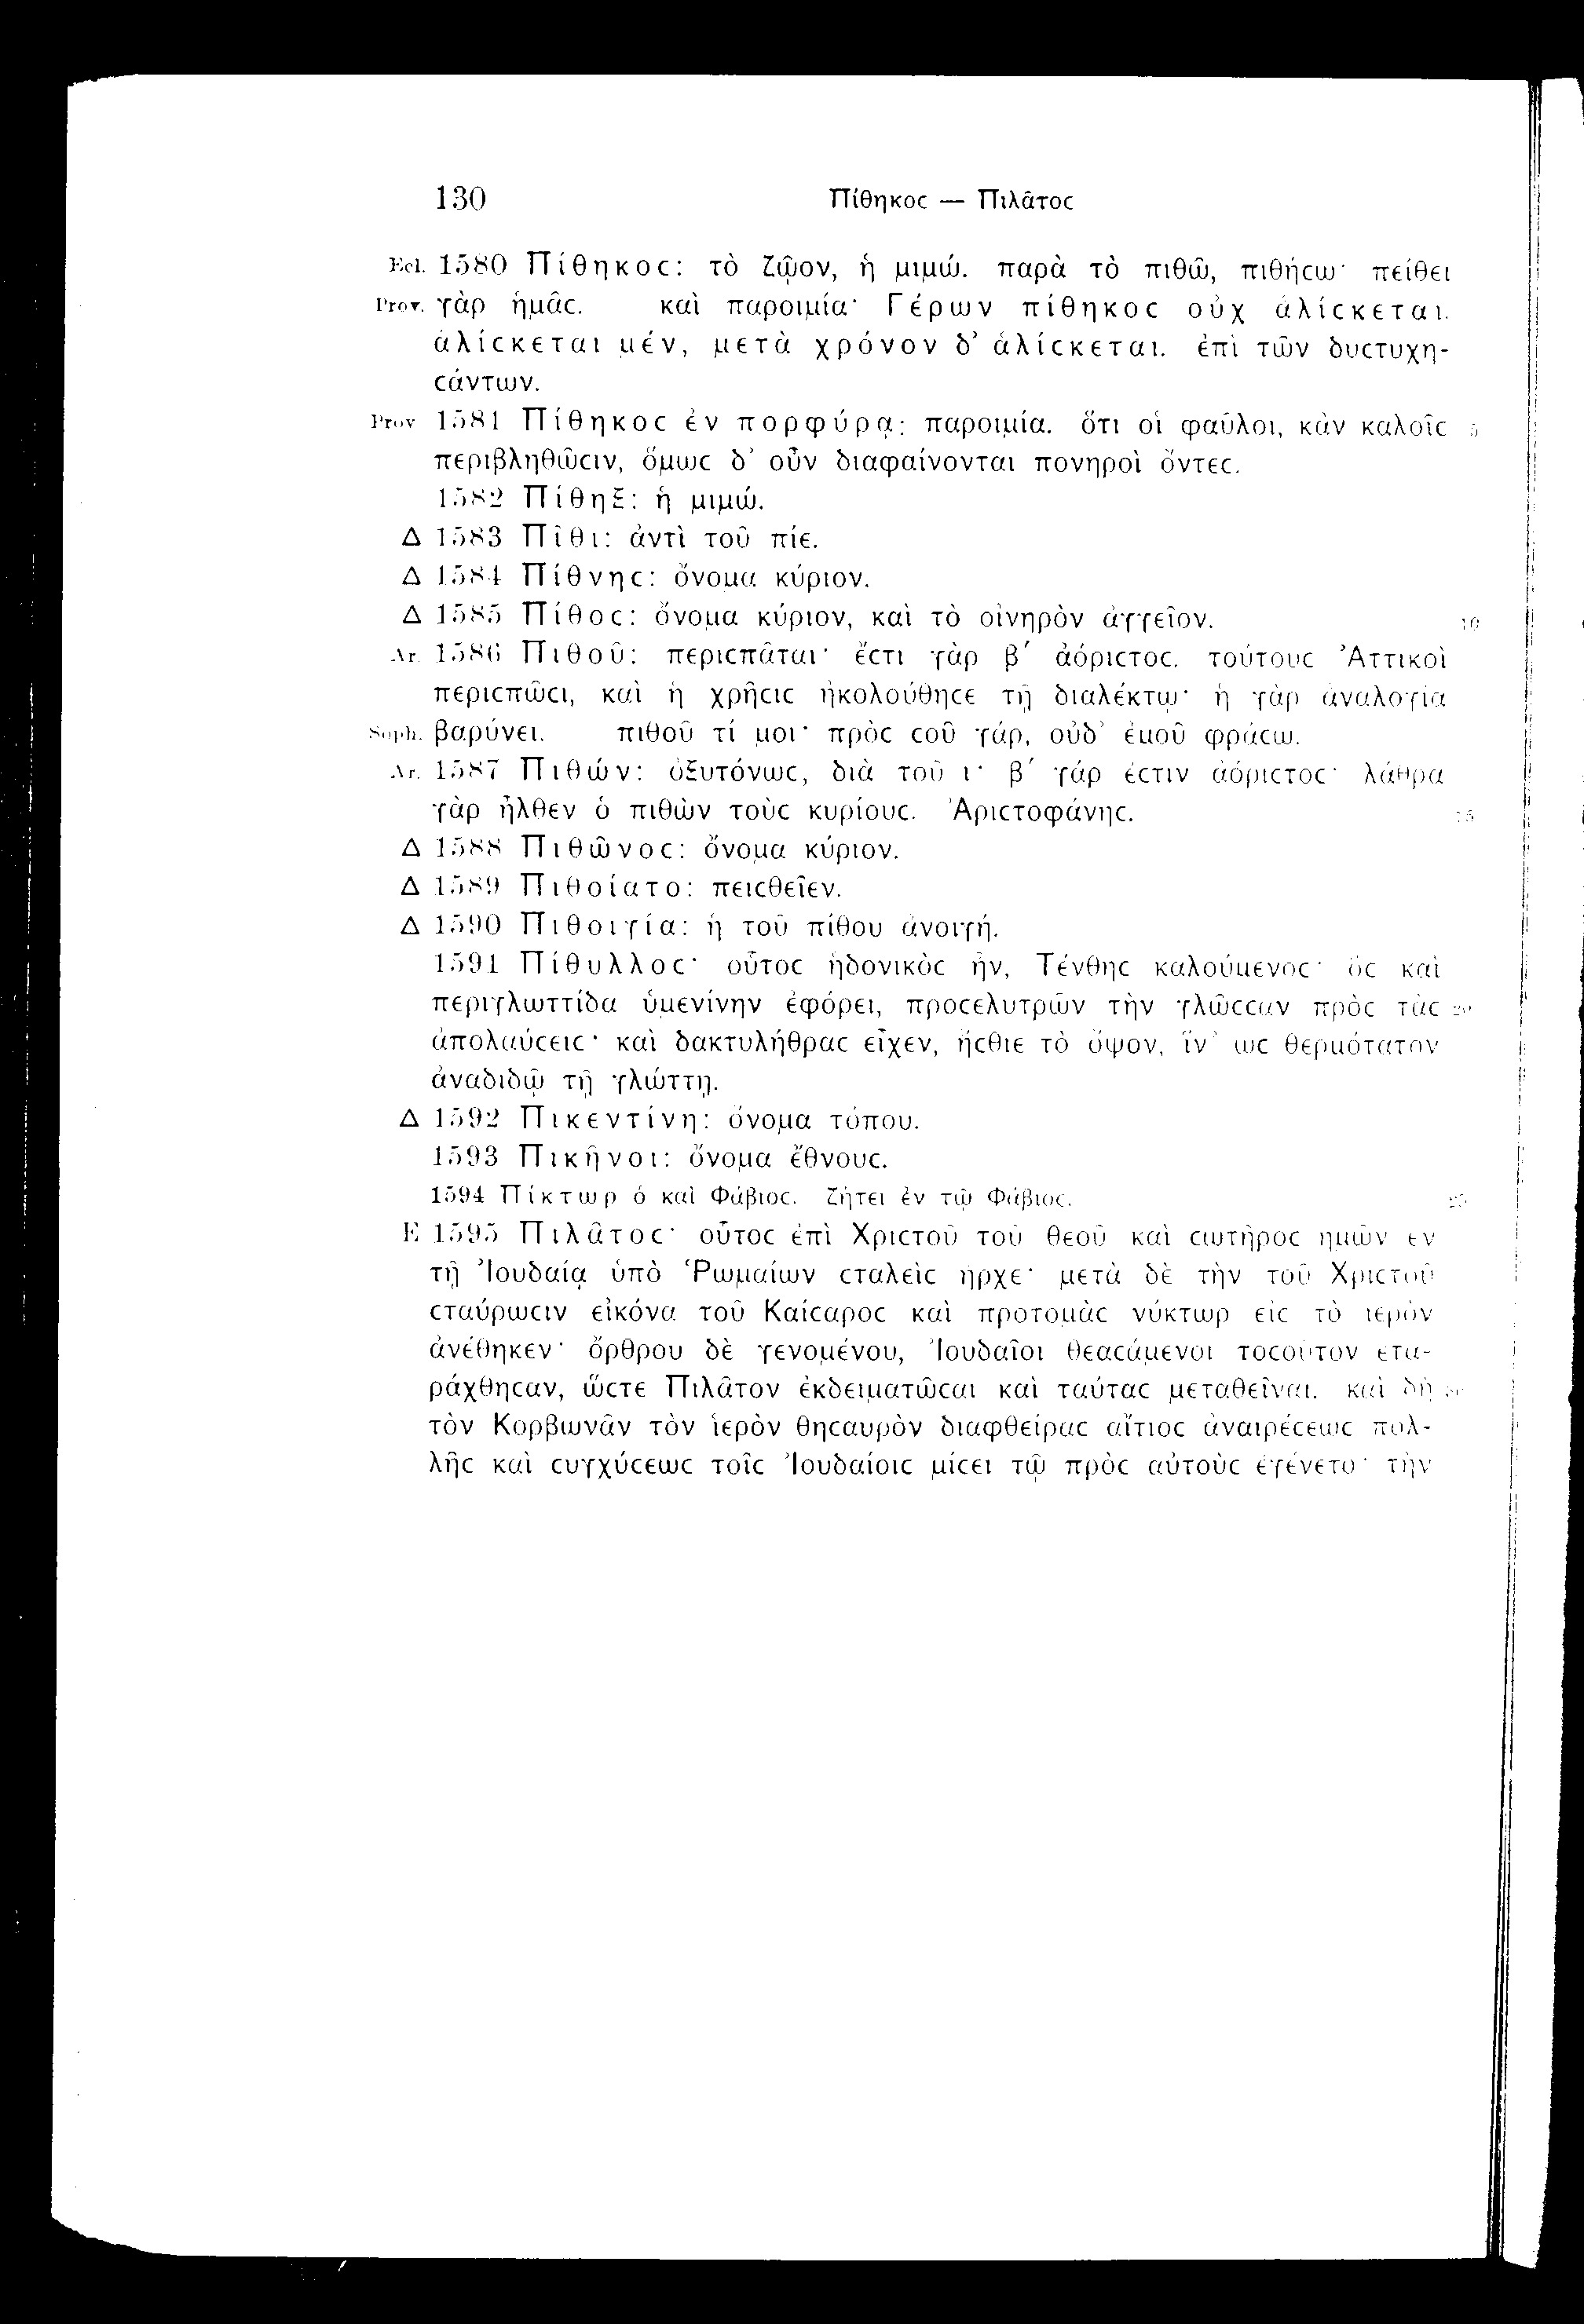 130 Πίθηκοϲ — Πιλᾶτοϲ
Ecl. 1580 Πίθηκοϲ: τὸ ζῷον, ἡ μιμώ. παρὰ τὸ πιθῶ, πιθήϲω· πείθει
Prov. γὰρ ἡμᾶϲ. καὶ παροιμία· Γέρων πίθηκοϲ οὐχ ἁλίϲκεται.
ἁλίϲκεται μέν, μετὰ χρόνον δ’ ἁλίϲκεται. ἐπὶ τῶν δυϲτυχη-
ϲάντων.
Prov 1581 Πίθηκοϲ ἐν πορφύρᾳ: παροιμία. ὅτι οἱ φαῦλοι, κἂν καλοῖϲ 5
περιβληθῶϲιν, ὅμωϲ δ’ οὖν διαφαίνονται πονηροὶ ὄντεϲ.
1582 Πίθηξ: ἡ μιμώ.
Δ 1583 Πῖθι: ἀντὶ τοῦ πίε.
Δ 1584 Πίθνηϲ: ὄνομα κύριον.
Δ 1585 Πίθοϲ: ὄνομα κύριον, καὶ τὸ οἰνηρὸν ἀγγεῖον. 10
Ar. 1586 Πιθοῦ: περιϲπᾶται· ἔϲτι γὰρ β΄ ἀόριϲτοϲ. τούτουϲ Ἀττικοὶ
περιϲπῶϲι, καὶ ἡ χρῆϲιϲ ἠκολούθηϲε τῇ διαλέκτῳ· ἡ γὰρ ἀναλογία
Soph. βαρύνει. πιθοῦ τί μοι· πρὸϲ ϲοῦ γάρ, οὐδ’ ἐμοῦ φράϲω.
Ar. 1587 Πιθών: ὀξυτόνωϲ, διὰ τοῦ ι· β΄ γάρ ἐϲτιν ἀόριϲτοϲ· λάθρα
γὰρ ἦλθεν ὁ πιθὼν τοὺϲ κυρίουϲ. Ἀριϲτοφάνηϲ. 15
Δ 1588 Πιθῶνοϲ: ὄνομα κύριον.
Δ 1589 Πιθοίατο: πειϲθεῖεν.
Δ 1590 Πιθοιγία: ἡ τοῦ πίθου ἀνοιγή.
1591 Πίθυλλοϲ· οὗτοϲ ἡδονικὸϲ ἦν, Τένθηϲ καλούμενοϲ· ὃϲ καὶ
περιγλωττίδα ὑμενίνην ἐφόρει, προϲελυτρῶν τὴν γλῶϲϲαν πρὸϲ τὰϲ 20
ἀπολαύϲειϲ· καὶ δακτυλήθραϲ εἶχεν, ἤϲθιε τὸ ὄψον, ἵν’ ὡϲ θερμότατον
ἀναδιδῷ τῇ γλώττῃ.
Δ 1592 Πικεντίνη: ὄνομα τόπου.
1593 Πικῆνοι: ὄνομα ἔθνουϲ.
1594 Πίκτωρ ὁ καὶ Φάβιοϲ. ζήτει ἐν τῷ Φάβιοϲ. 25
E 1595 Πιλᾶτοϲ· οὗτοϲ ἐπὶ Χριϲτοῦ τοῦ θεοῦ καὶ ϲωτῆροϲ ἡμῶν ἐν
τῇ Ἰουδαίᾳ ὑπὸ Ῥωμαίων ϲταλεὶϲ ἦρχε· μετὰ δὲ τὴν τοῦ Χριϲτοῦ
ϲταύρωϲιν εἰκόνα τοῦ Καίϲαροϲ καὶ προτομὰϲ νύκτωρ εἰϲ τὸ ἱερὸν
ἀνέθηκεν· ὄρθρου δὲ γενομένου, Ἰουδαῖοι θεαϲάμενοι τοϲοῦτον ἐτα-
ράχθηϲαν, ὥϲτε Πιλᾶτον ἐκδειματῶϲαι καὶ ταύταϲ μεταθεῖναι. καὶ δὴ 30
τὸν Κορβωνᾶν τὸν ἱερὸν θηϲαυρὸν διαφθείραϲ αἴτιοϲ ἀναιρέϲεωϲ πολ-
λῆϲ καὶ ϲυγχύϲεωϲ τοῖϲ Ἰουδαίοιϲ μίϲει τῷ πρὸϲ αὐτοὺϲ ἐγένετο· τὴν